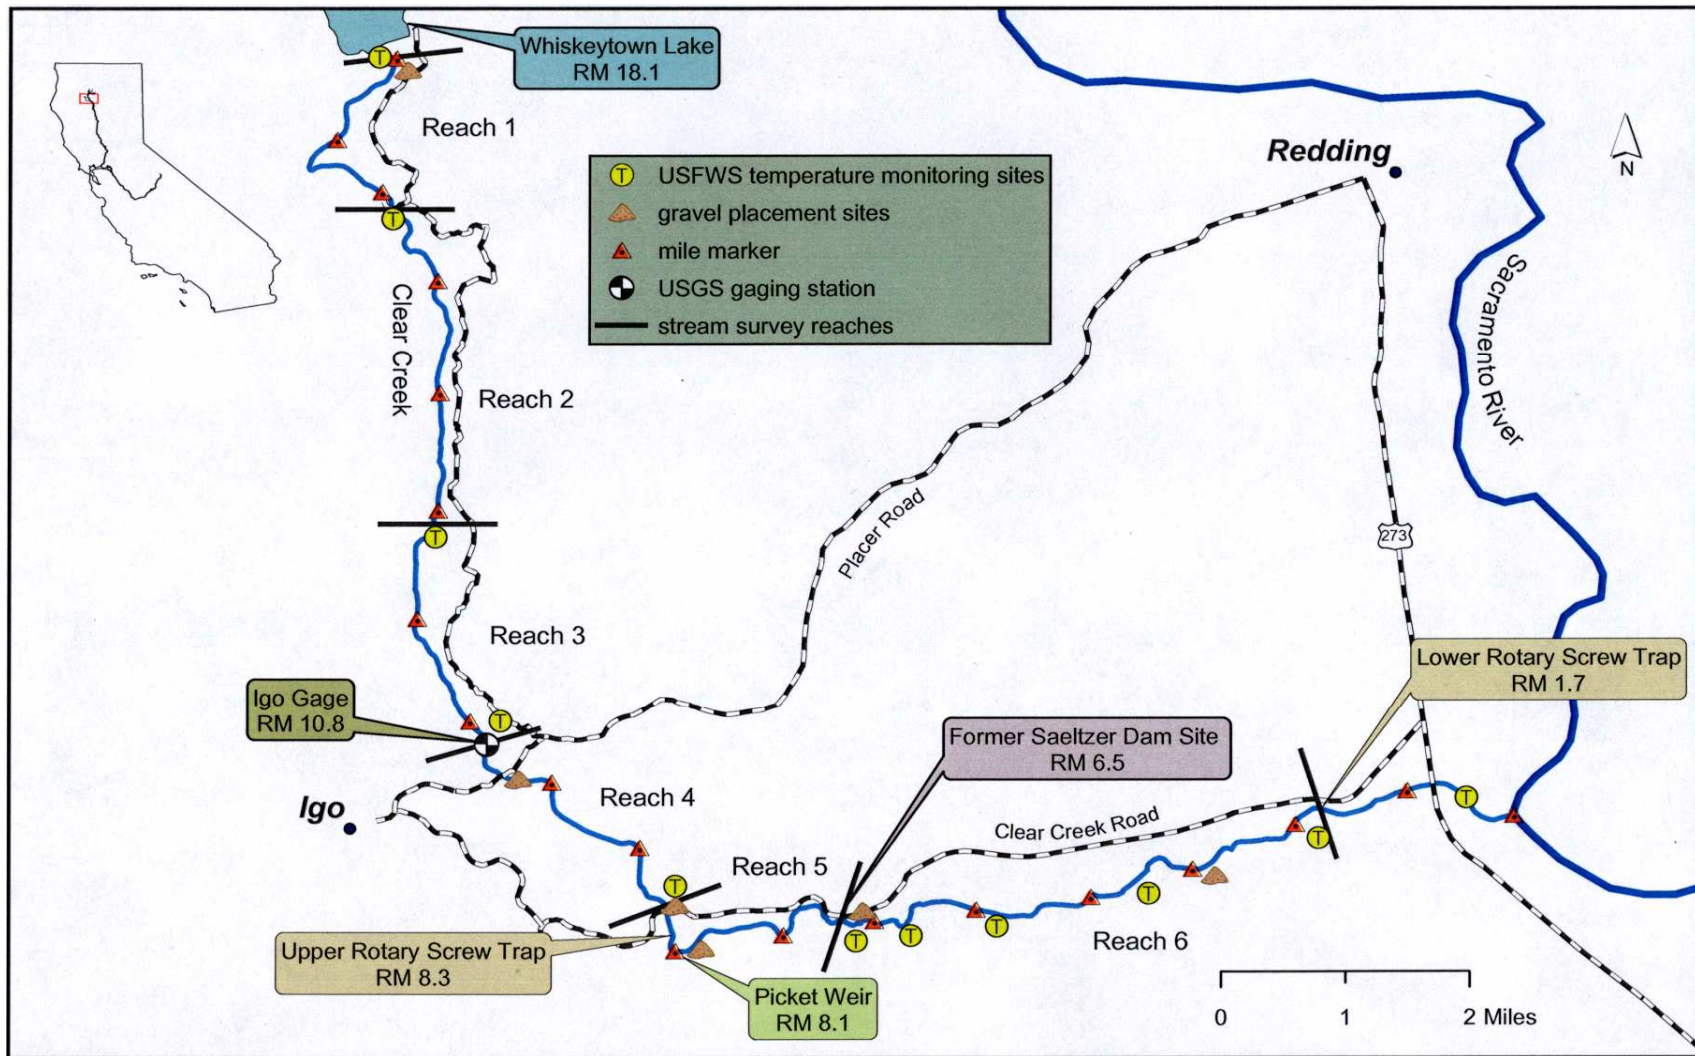 Whiskeytown Lake
RM 18.1
T
Reach 1
Redding
N
T USFWS temperature monitoring sites
gravel placement sites
mile marker
USGS gaging station
stream survey reaches
T
Clear Creek
Sacramento River
Reach 2
Placer Road
273
T
Reach 3
Lower Rotary Screw Trap
RM 1.7
Igo Gage
RM 10.8
T
Former Saeltzer Dam Site
RM 6.5
Igo
Reach 4
Clear Creek Road
T
T
Reach 5
T
T
T
T
T
Reach 6
Upper Rotary Screw Trap
RM 8.3
Picket Weir
RM 8.1
0 1 2 Miles